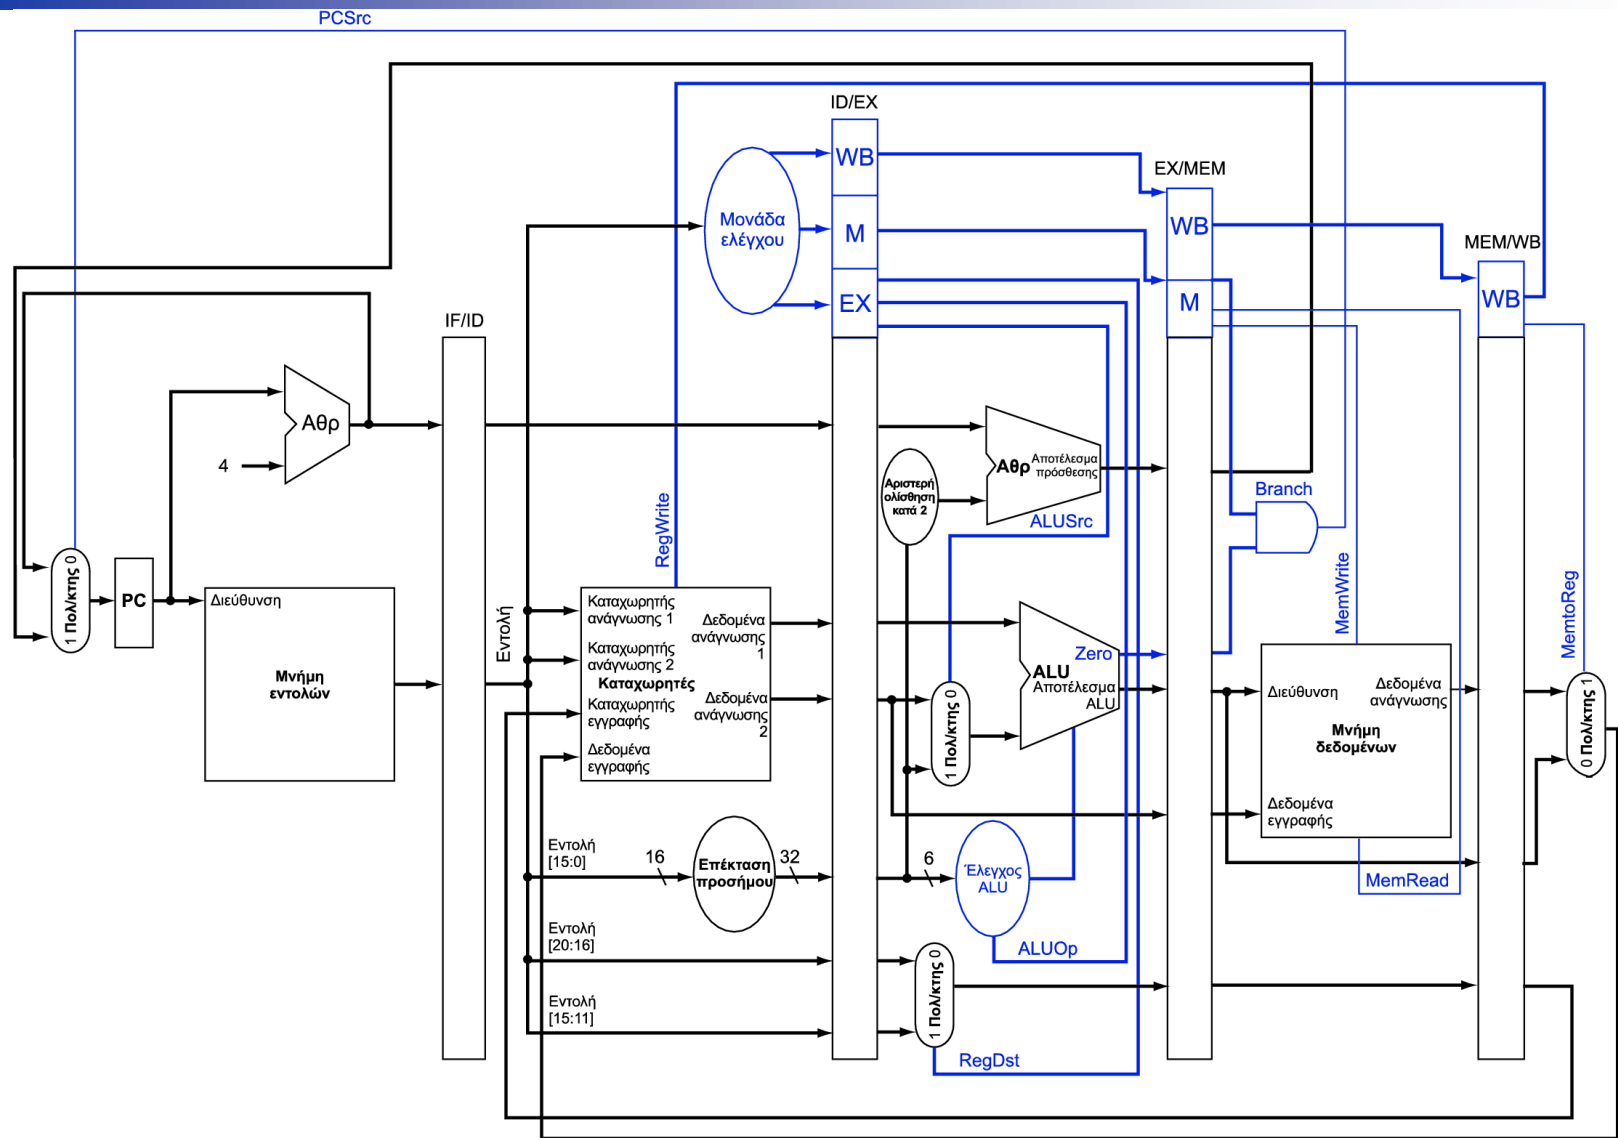 PCSrc
ID/EX
WB
EX/MEM
Μονάδα
ελέγχου
M
WB
MEM/WB
EX
M
WB
IF/ID
Αθρ
4
Αθρ
Αποτέλεσμα
πρόσθεσης
Αριστερή
ολίσθηση
κατά 2
ALUSrc
Branch
RegWrite
MemWrite
MemtoReg
1 Πολ/κτης 0
PC
Διεύθυνση
Μνήμη
εντολών
Εντολή
Καταχωρητής
ανάγνωσης 1
Καταχωρητής
ανάγνωσης 2
Καταχωρητές
Καταχωρητής
εγγραφής
Δεδομένα
εγγραφής
Δεδομένα
ανάγνωσης
1
Δεδομένα
ανάγνωσης
2
1 Πολ/κτης 0
Zero
ALU
Αποτέλεσμα
ALU
Διεύθυνση
Δεδομένα
ανάγνωσης
Μνήμη
δεδομένων
Δεδομένα
εγγραφής
0 Πολ/κτης 1
Εντολή
[15:0]
16
Επέκταση
προσήμου
32
6
Έλεγχος
ALU
MemRead
Εντολή
[20:16]
ALUOp
Εντολή
[15:11]
1 Πολ/κτης 0
RegDst